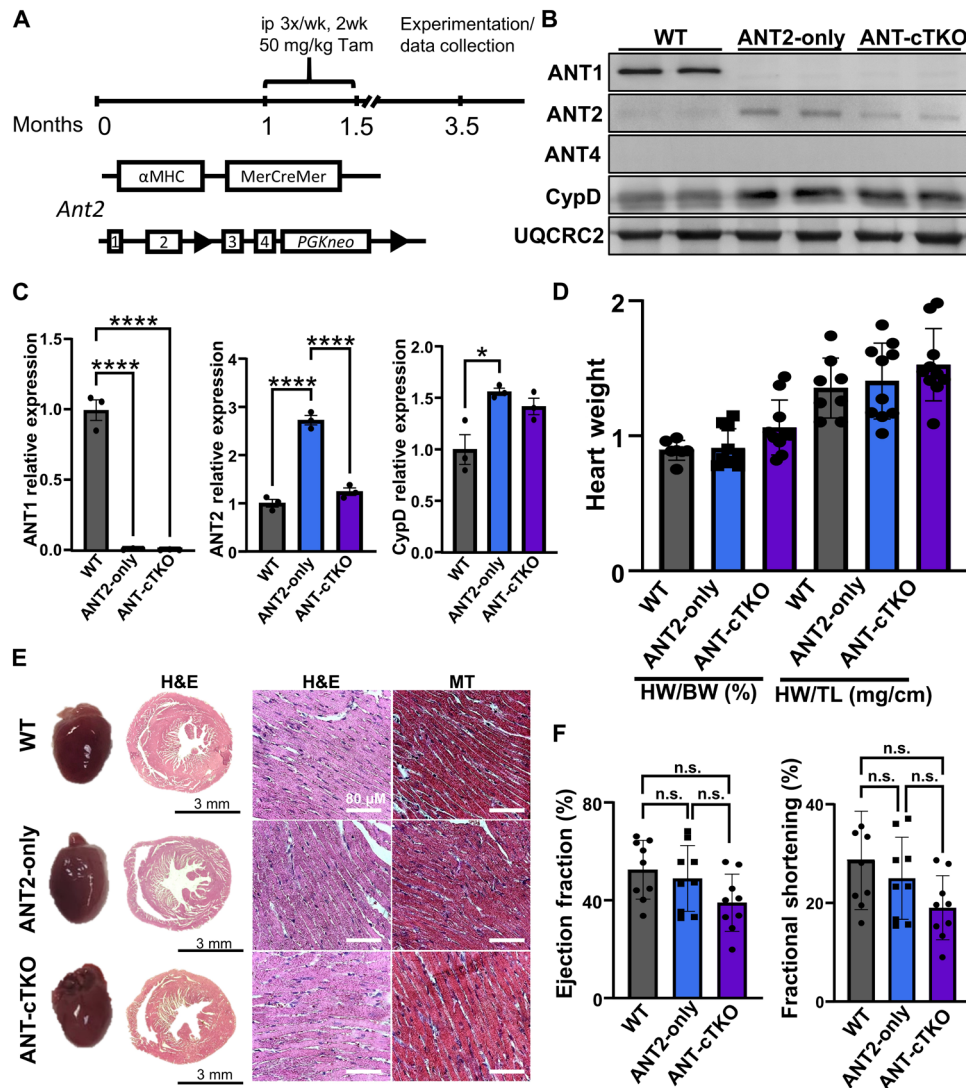 A
ip 3x/wk, 2wk
50 mg/kg Tam
Experimentation/
data collection
Months
0
1
1.5
3.5
αMHC
MerCreMer
Ant2
1
2
3
4
PGKneo
B
WT
ANT2-only
ANT-cTKO
ANT1
ANT2
ANT4
CypD
UQCRC2
C
ANT1 relative expression
1.5
1.0
0.5
0.0
****
****
WT
ANT2-only
ANT-cTKO
ANT2 relative expression
4
3
2
1
0
****
****
WT
ANT2-only
ANT-cTKO
CypD relative expression
2.0
1.5
1.0
0.5
0.0
*
WT
ANT2-only
ANT-cTKO
D
Heart weight
2
1
0
WT
ANT2-only
ANT-cTKO
WT
ANT2-only
ANT-cTKO
HW/BW (%)
HW/TL (mg/cm)
E
H&E
H&E
MT
WT
3 mm
80 µM
ANT2-only
3 mm
ANT-cTKO
3 mm
F
Ejection fraction (%)
80
60
40
20
0
n.s.
n.s.
n.s.
WT
ANT2-only
ANT-cTKO
Fractional shortening (%)
40
20
0
n.s.
n.s.
n.s.
WT
ANT2-only
ANT-cTKO